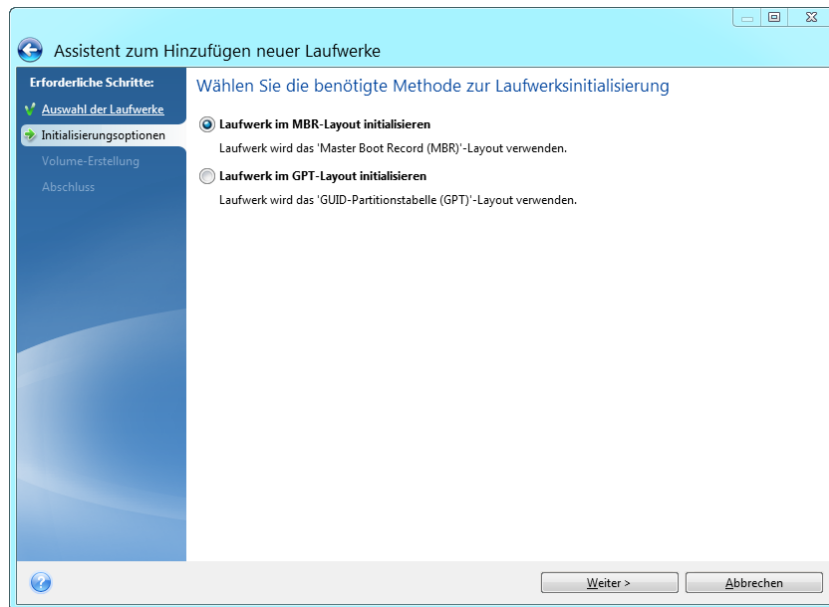 Assistent zum Hinzufügen neuer Laufwerke
Erforderliche Schritte:
Auswahl der Laufwerke
Initialisierungsoptionen
Volume-Erstellung
Abschluss
Wählen Sie die benötigte Methode zur Laufwerksinitialisierung
Laufwerk im MBR-Layout initialisieren
Laufwerk wird das 'Master Boot Record (MBR)'-Layout verwenden.
Laufwerk im GPT-Layout initialisieren
Laufwerk wird das 'GUID-Partitionstabelle (GPT)'-Layout verwenden.
?
Weiter >
Abbrechen